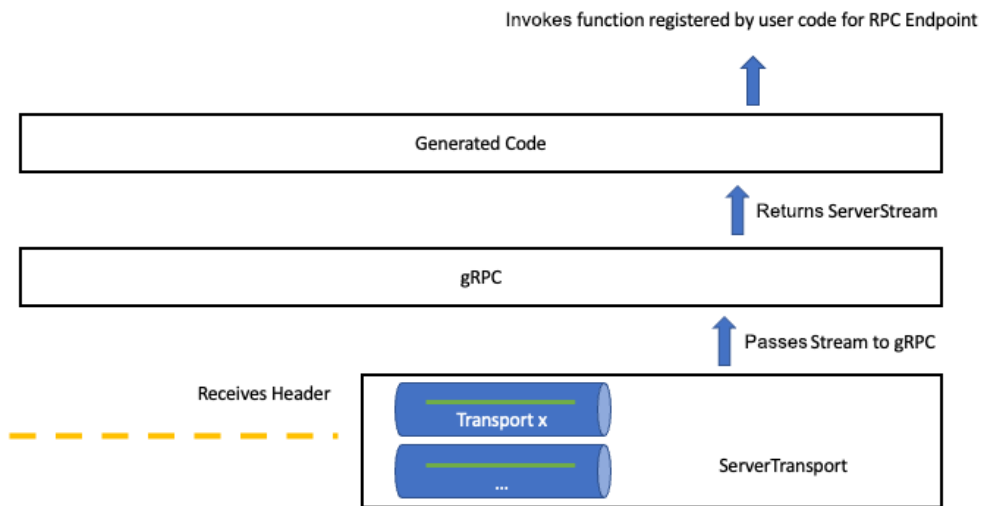 Invokes function registered by user code for RPC Endpoint
Generated Code
Returns ServerStream
gRPC
Passes Stream to gRPC
Receives Header
Transport x
ServerTransport
...